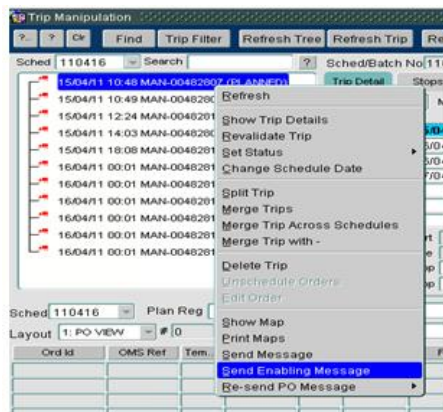 Trip Manipulation
?.. ? Clr Find Trip Filter Refresh Tree Refresh Trip Re
Sched 110416 Search ? Sched/Batch No 110
15/04/11 10:48 MAN-00482807 (PLANNED) Trip Detail Stops
15/04/11 10:49 MAN-0048280
15/04/11 12:24 MAN-0048281
15/04/11 14:03 MAN-0048280
15/04/11 18:08 MAN-0048281
16/04/11 00:01 MAN-0048281
16/04/11 00:01 MAN-0048281
16/04/11 00:01 MAN-0048281
16/04/11 00:01 MAN-0048281
16/04/11 00:01 MAN-0048281
Refresh
Show Trip Details
Revalidate Trip
Set Status
Change Schedule Date
Split Trip
Merge Trips
Merge Trip Across Schedules
Merge Trip with -
Delete Trip
Unschedule Orders
Edit Order
Show Map
Print Maps
Send Message
Send Enabling Message
Re-send PO Message
Sched 110416 Plan Reg
Layout 1: PO VIEW # 0
Ord Id OMS Ref Tem...